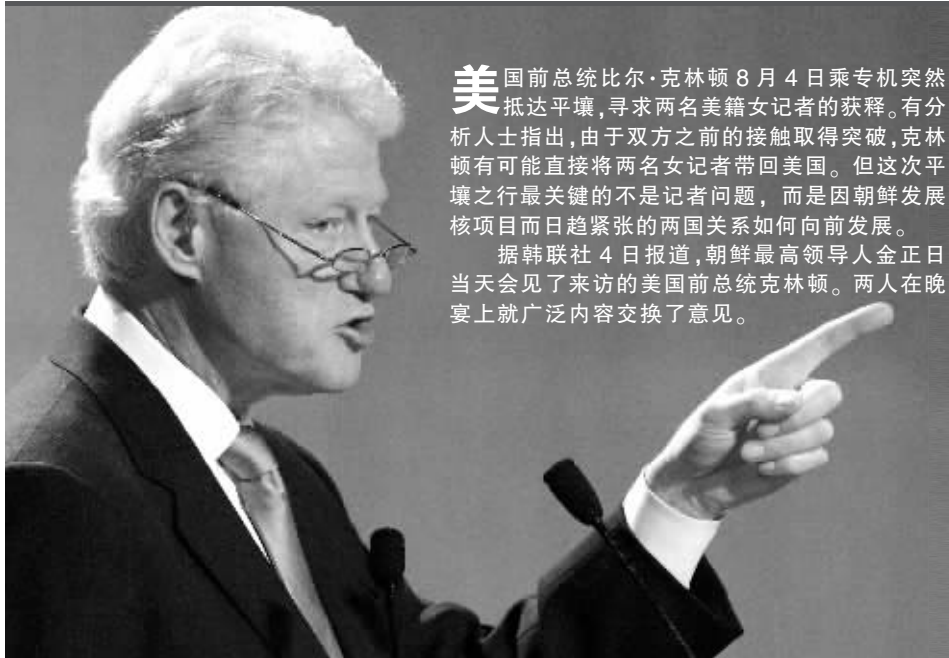 美国前总统比尔·克林顿8月4日乘专机突然
抵达平壤,寻求两名美籍女记者的获释。有分
析人士指出,由于双方之前的接触取得突破,克林
顿有可能直接将两名女记者带回美国。但这次平
壤之行最关键的不是记者问题，而是因朝鲜发展
核项目而日趋紧张的两国关系如何向前发展。
据韩联社4日报道,朝鲜最高领导人金正日
当天会见了来访的美国前总统克林顿。两人在晚
宴上就广泛内容交换了意见。